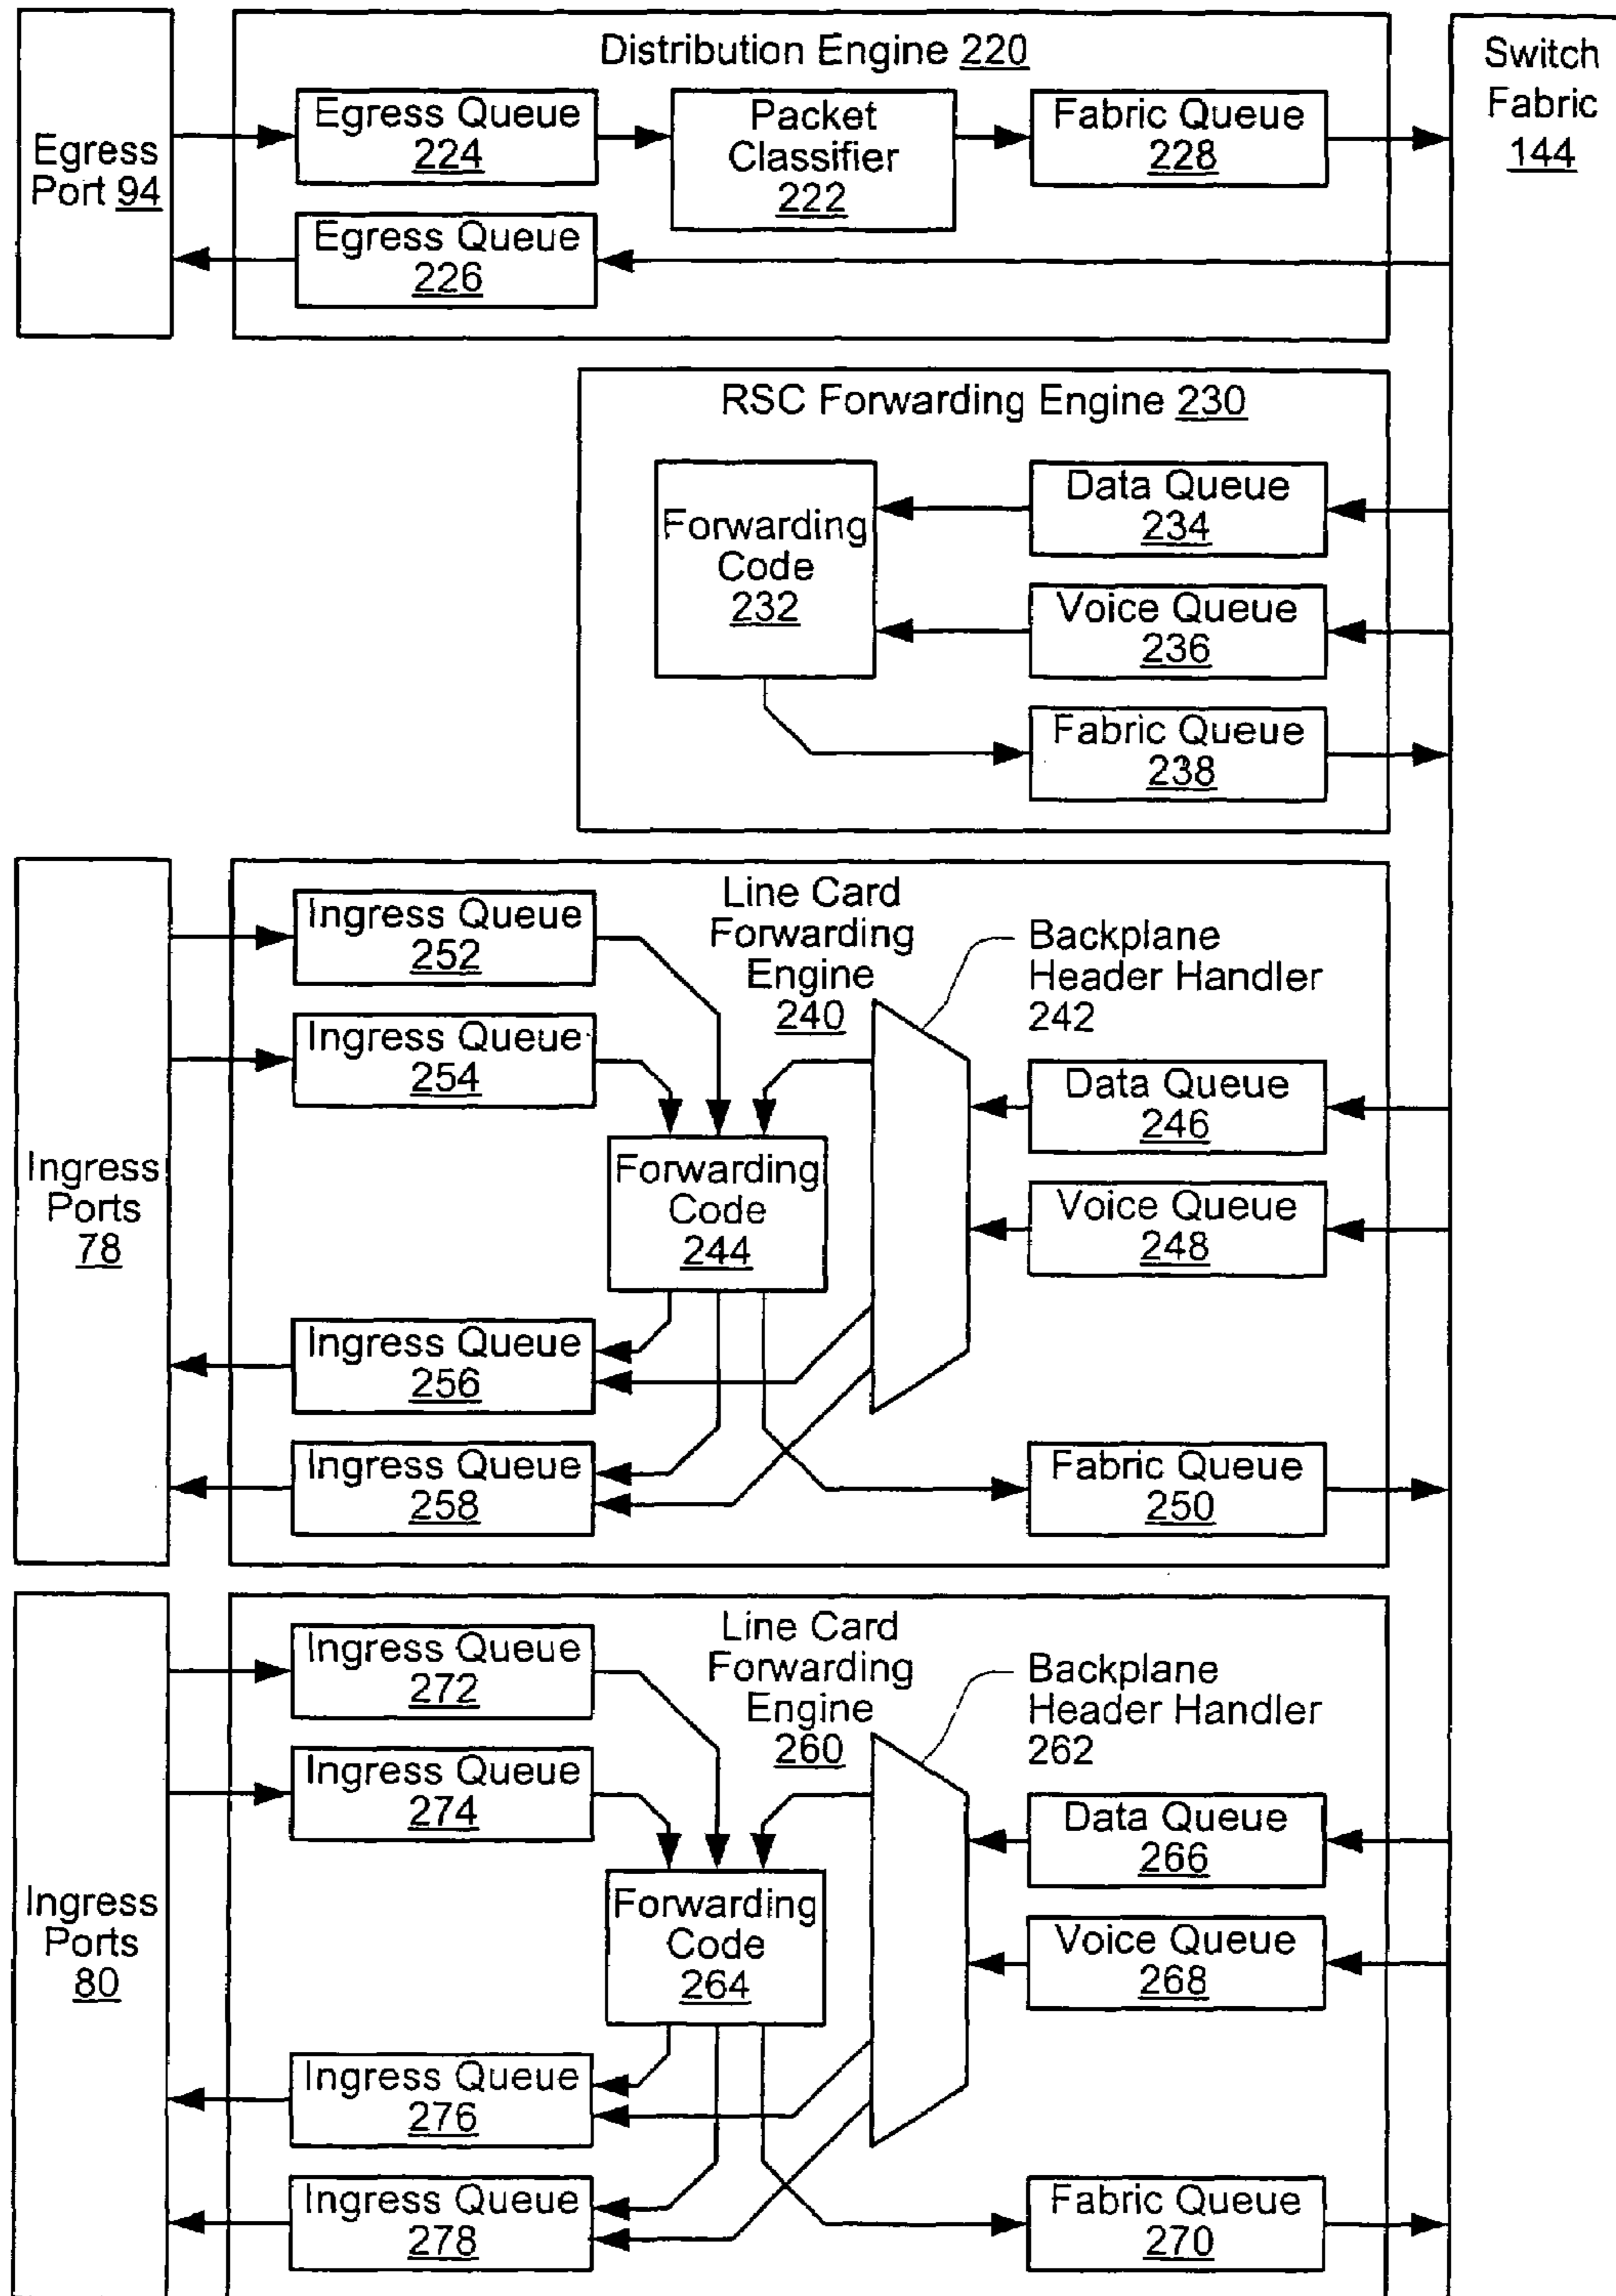 Distribution Engine 220
Switch
Fabric
144
Egress
Port 94
Egress Queue
224
Packet
Classifier
222
Fabric Queue
228
Egress Queue
226
RSC Forwarding Engine 230
Forwarding
Code
232
Data Queue
234
Voice Queue
236
Fabric Queue
238
Ingress
Ports
78
Ingress Queue
252
Line Card
Forwarding
Engine
240
Backplane
Header Handler
242
Ingress Queue
254
Data Queue
246
Forwarding
Code
244
Voice Queue
248
Ingress Queue
256
Ingress Queue
258
Fabric Queue
250
Ingress
Ports
80
Ingress Queue
272
Line Card
Forwarding
Engine
260
Backplane
Header Handler
262
Ingress Queue
274
Data Queue
266
Forwarding
Code
264
Voice Queue
268
Ingress Queue
276
Ingress Queue
278
Fabric Queue
270